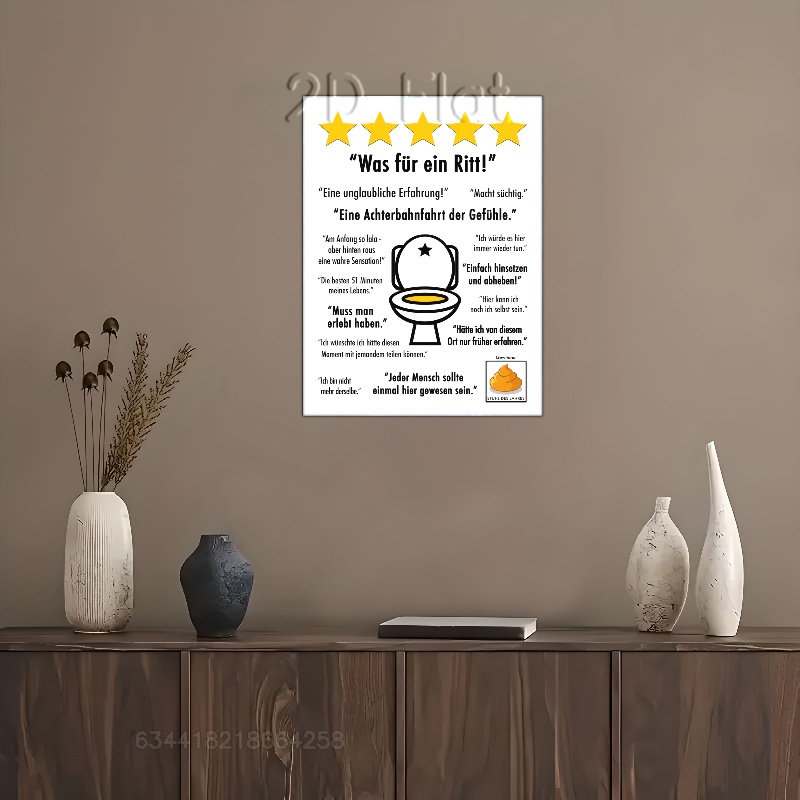 2D Flat
"Was für ein Ritt!"
"Eine unglaubliche Erfahrung!"
"Macht süchtig."
"Eine Achterbahnfahrt der Gefühle."
"Am Anfang so lala -
aber hinten raus
eine wahre Sensation!"
"Ich würde es hier
immer wieder tun."
"Einfach hinsetzen
und abheben!"
"Die besten 51 Minuten
meines Lebens."
"Hier kann ich
noch ich selbst sein."
"Muss man
erlebt haben."
"Hätte ich von diesem
Ort nur früher erfahren."
"Ich wünschte ich hätte diesen
Moment mit jemandem teilen können."
"Ich bin nicht
mehr derselbe."
"Jeder Mensch sollte
einmal hier gewesen sein."
DES JAHRES
634418218664258